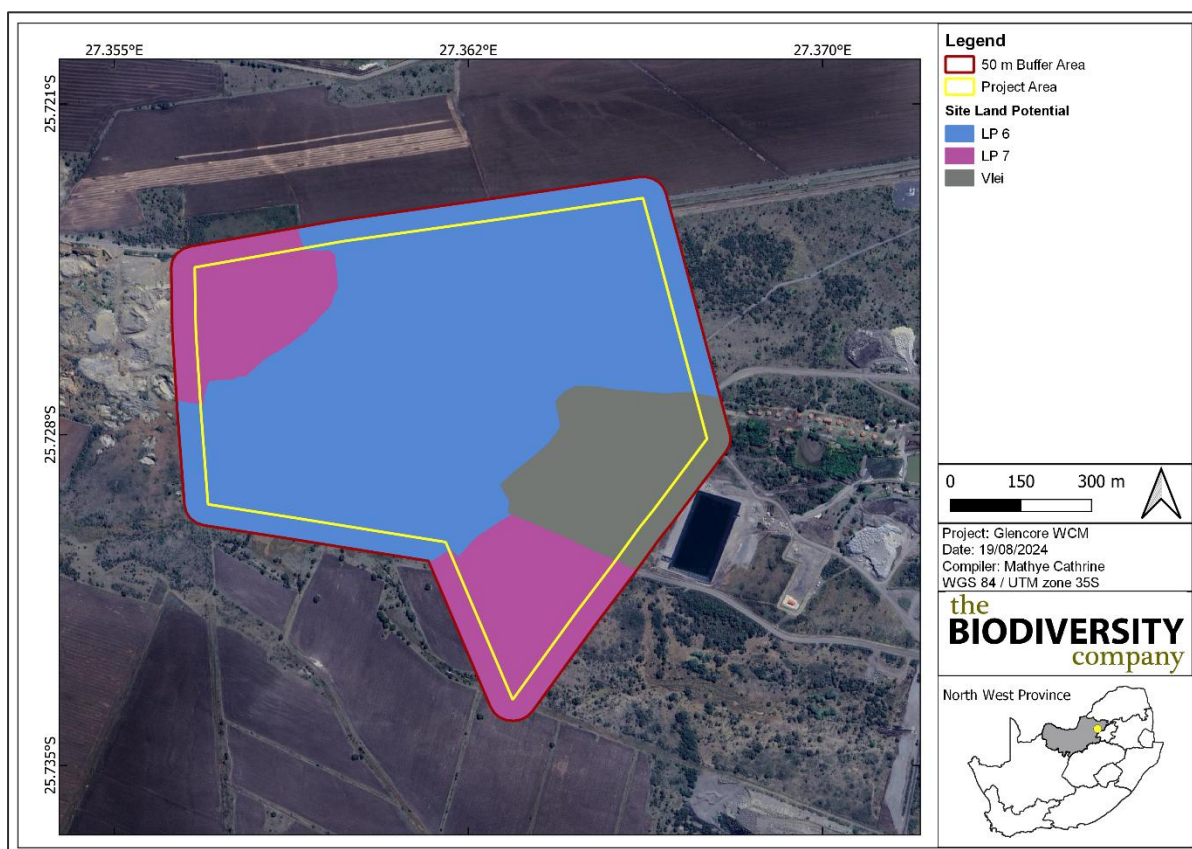 27.355°E 27.362°E 27.370°E
25.721°S
25.728°S
25.735°S
Legend
50 m Buffer Area
Project Area
Site Land Potential
LP 6
LP 7
Vlei
0 150 300 m
Project: Glencore WCM
Date: 19/08/2024
Compiler: Mathye Cathrine
WGS 84 / UTM zone 35S
the
BIODIVERSITY
company
North West Province